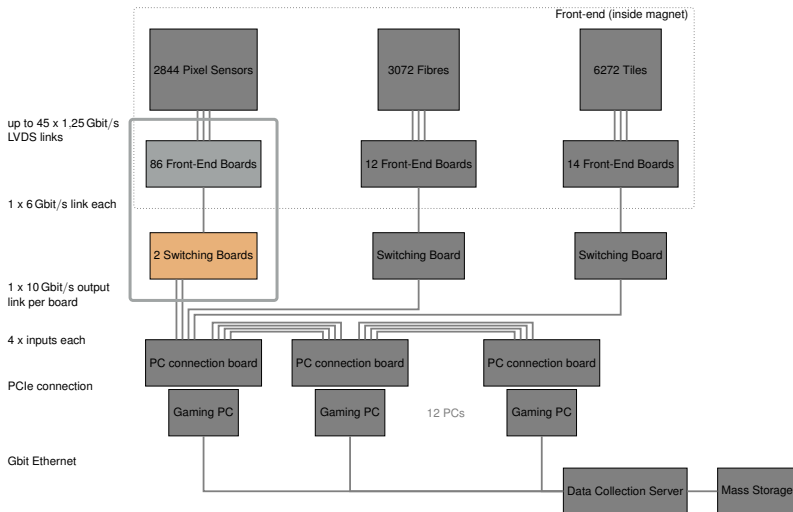 Front-end (inside magnet)
2844 Pixel Sensors
3072 Fibres
6272 Tiles
up to 45 x 1,25 Gbit/s
LVDS links
86 Front-End Boards
12 Front-End Boards
14 Front-End Boards
1 x 6 Gbit/s link each
2 Switching Boards
Switching Board
Switching Board
1 x 10 Gbit/s output
link per board
4 x inputs each
PC connection board
PC connection board
PC connection board
PCIe connection
Gaming PC
Gaming PC
12 PCs
Gaming PC
Gbit Ethernet
Data Collection Server
Mass Storage